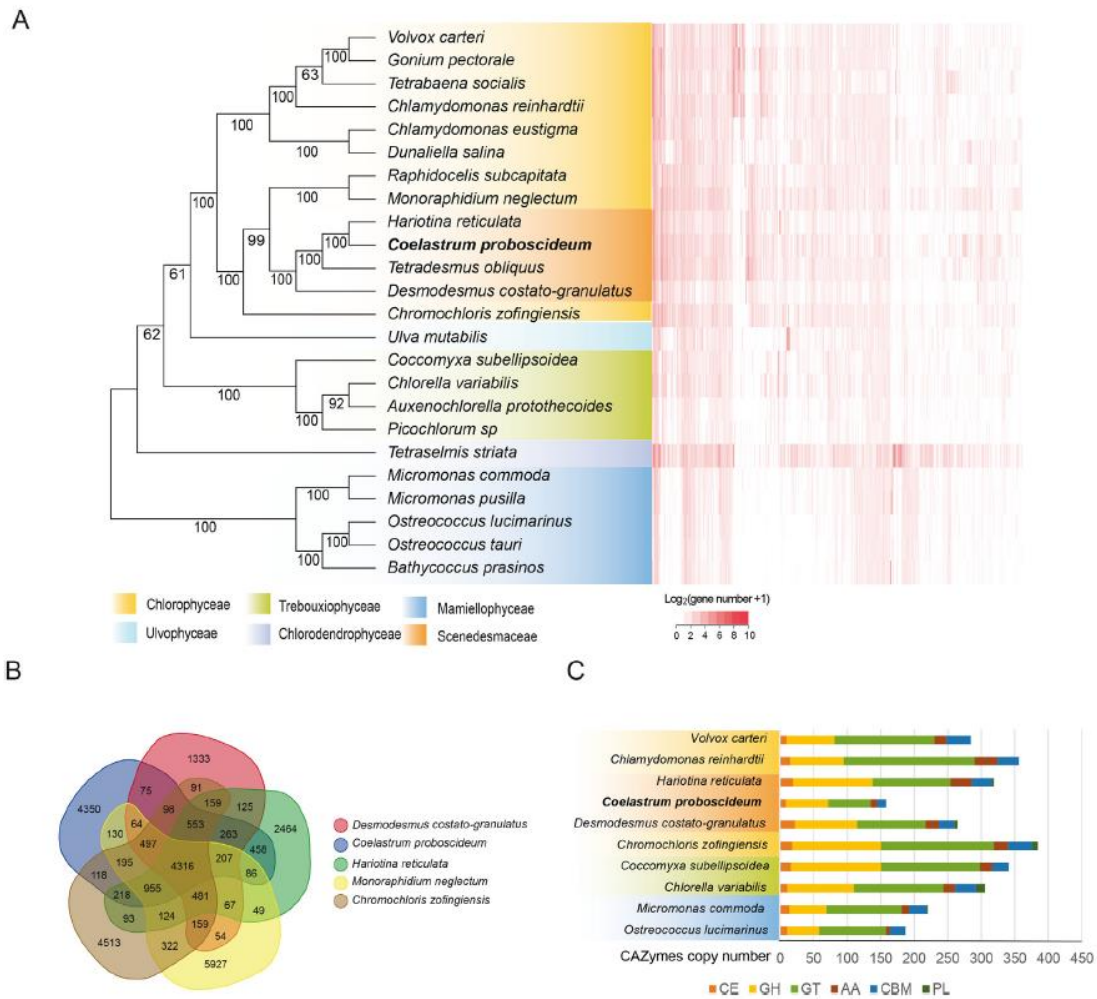 A
Volvox carteri
Gonium pectorale
Tetrabaena socialis
Chlamydomonas reinhardtii
Chlamydomonas eustigma
Dunaliella salina
Raphidocelis subcapitata
Monoraphidium neglectum
Hariotina reticulata
Coelastrum proboscideum
Tetradesmus obliquus
Desmodesmus costato-granulatus
Chromochloris zofingiensis
Ulva mutabilis
Coccomyxa subellipsoidea
Chlorella variabilis
Auxenochlorella protothecoides
Picochlorum sp
Tetraselmis striata
Micromonas commoda
Micromonas pusilla
Ostreococcus lucimarinus
Ostreococcus tauri
Bathycoccus prasinos
100
63
100
100
100
100
100
100
99
100
100
100
61
62
100
92
100
100
100
100
100
Chlorophyceae
Trebouxiophyceae
Mamiellophyceae
Ulvophyceae
Chlorodendrophyceae
Scenedesmaceae
Log2(gene number +1)
0 2 4 6 8 10
B
1333
75
98
91
159
125
4350
64
553
263
2464
130
497
458
195
4316
207
86
118
218
955
481
67
49
93
124
159
54
4513
322
5927
Desmodesmus costato-granulatus
Coelastrum proboscideum
Hariotina reticulata
Monoraphidium neglectum
Chromochloris zofingiensis
C
Volvox carteri
Chlamydomonas reinhardtii
Hariotina reticulata
Coelastrum proboscideum
Desmodesmus costato-granulatus
Chromochloris zofingiensis
Coccomyxa subellipsoidea
Chlorella variabilis
Micromonas commoda
Ostreococcus lucimarinus
CAZymes copy number
0 50 100 150 200 250 300 350 400 450
CE GH GT AA CBM PL